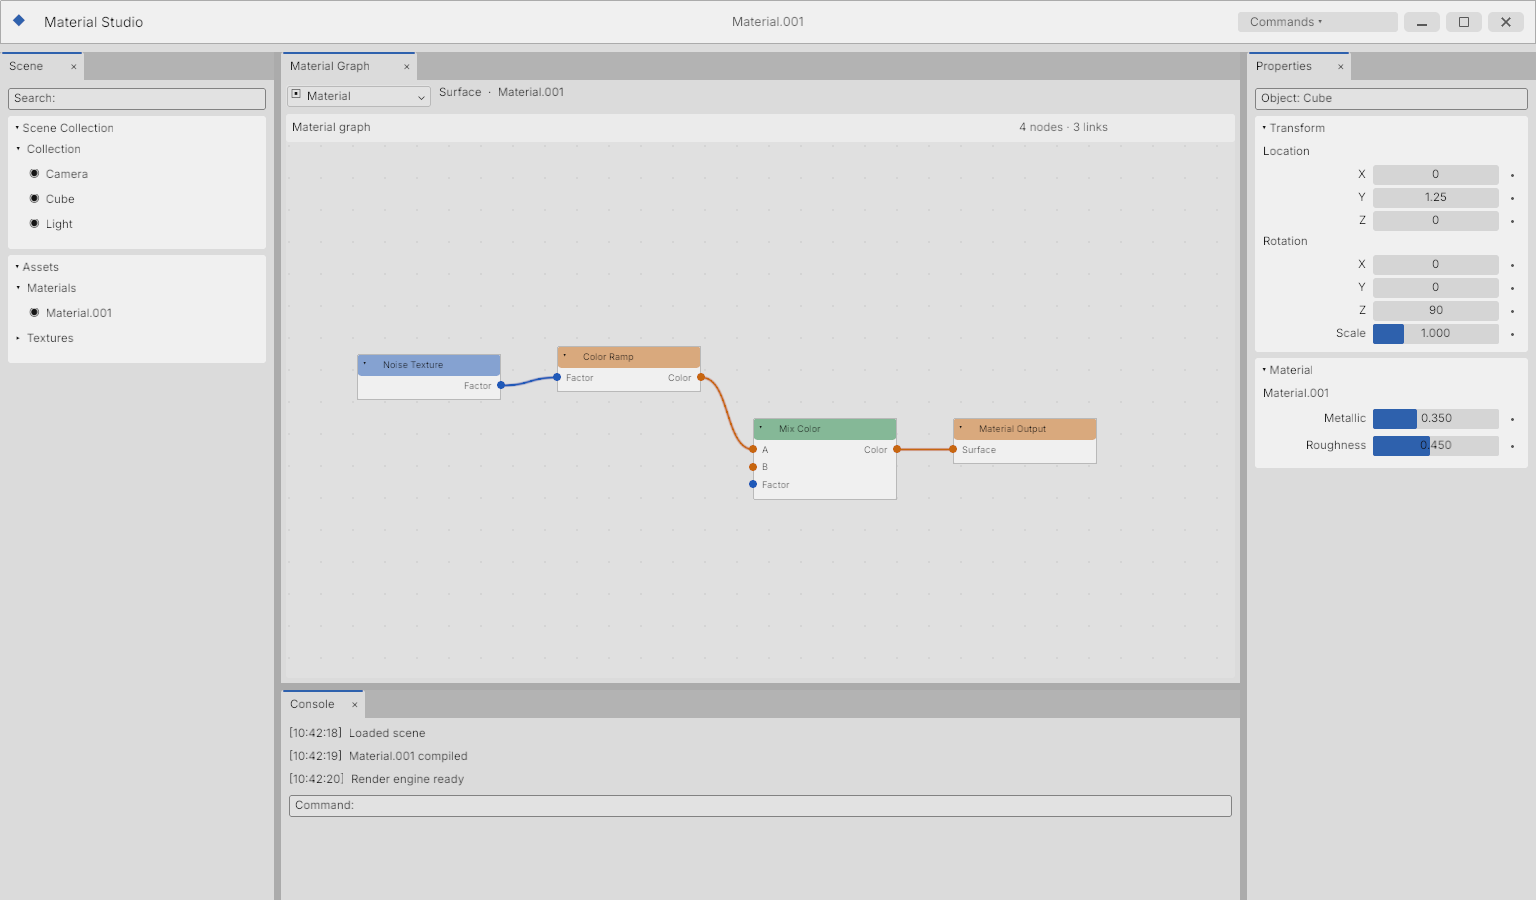 Material Studio
Material.001
Commands
Scene ×
Search:
Scene Collection
Collection
Camera
Cube
Light
Assets
Materials
Material.001
Textures
Material Graph ×
Material
Surface · Material.001
Material graph
4 nodes · 3 links
Noise Texture
Factor
Color Ramp
Factor Color
Mix Color
A Color
B
Factor
Material Output
Surface
Console ×
[10:42:18] Loaded scene
[10:42:19] Material.001 compiled
[10:42:20] Render engine ready
Command:
Properties ×
Object: Cube
Transform
Location
X 0
Y 1.25
Z 0
Rotation
X 0
Y 0
Z 90
Scale 1.000
Material
Material.001
Metallic 0.350
Roughness 0.450